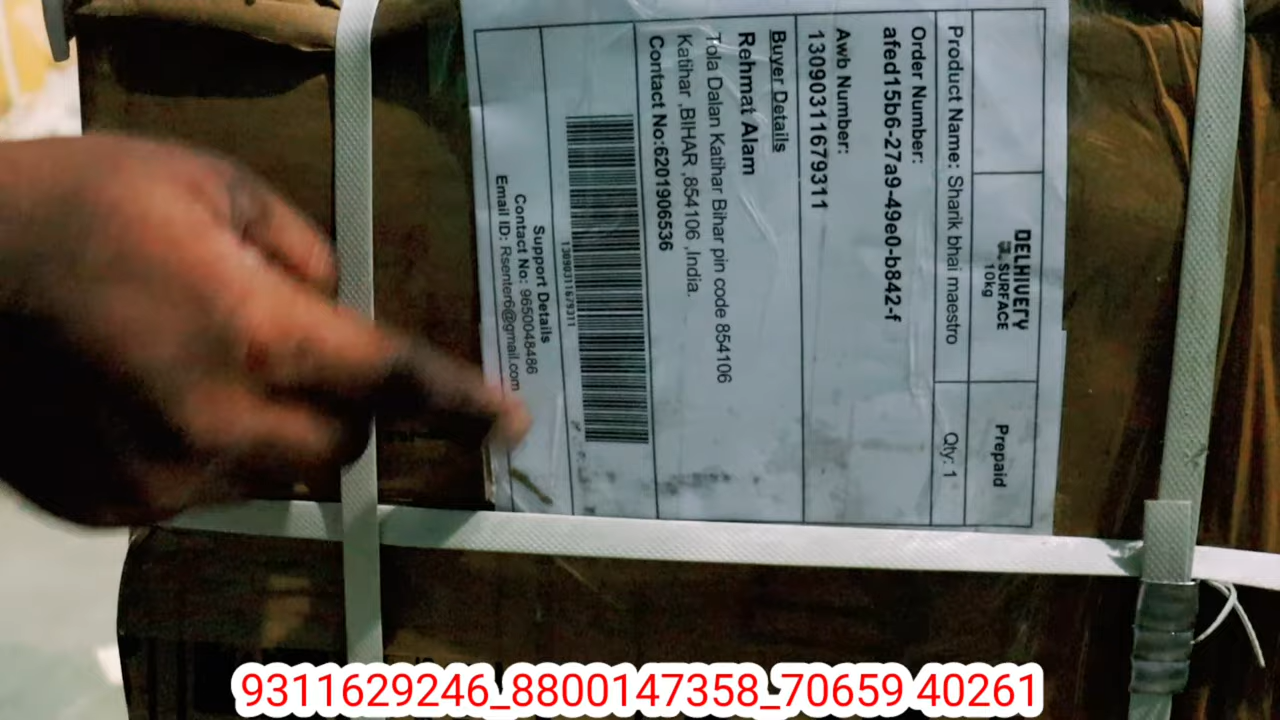 DELHIVERY
SURFACE
10kg
Prepaid
Product Name: Sharik bhai maestro
Qty: 1
Order Number:
afed15b6-27a9-49e0-b842-f
Awb Number:
13090311679311
Buyer Details
Rehmat Alam
Tola Dalan Katihar Bihar pin code 854106
Katihar ,BIHAR ,854106 ,India.
Contact No:6201906536
13090311679311
Support Details
Contact No: 9650048486
Email ID: Rsenter6@gmail.com
9311629246_8800147358_70659 40261